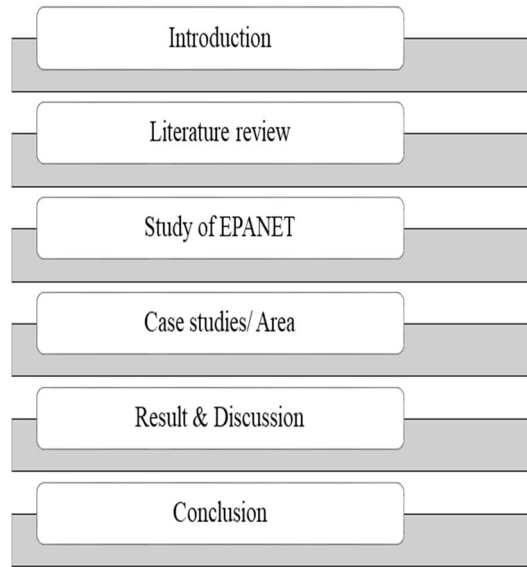 Introduction
Literature review
Study of EPANET
Case studies/ Area
Result & Discussion
Conclusion